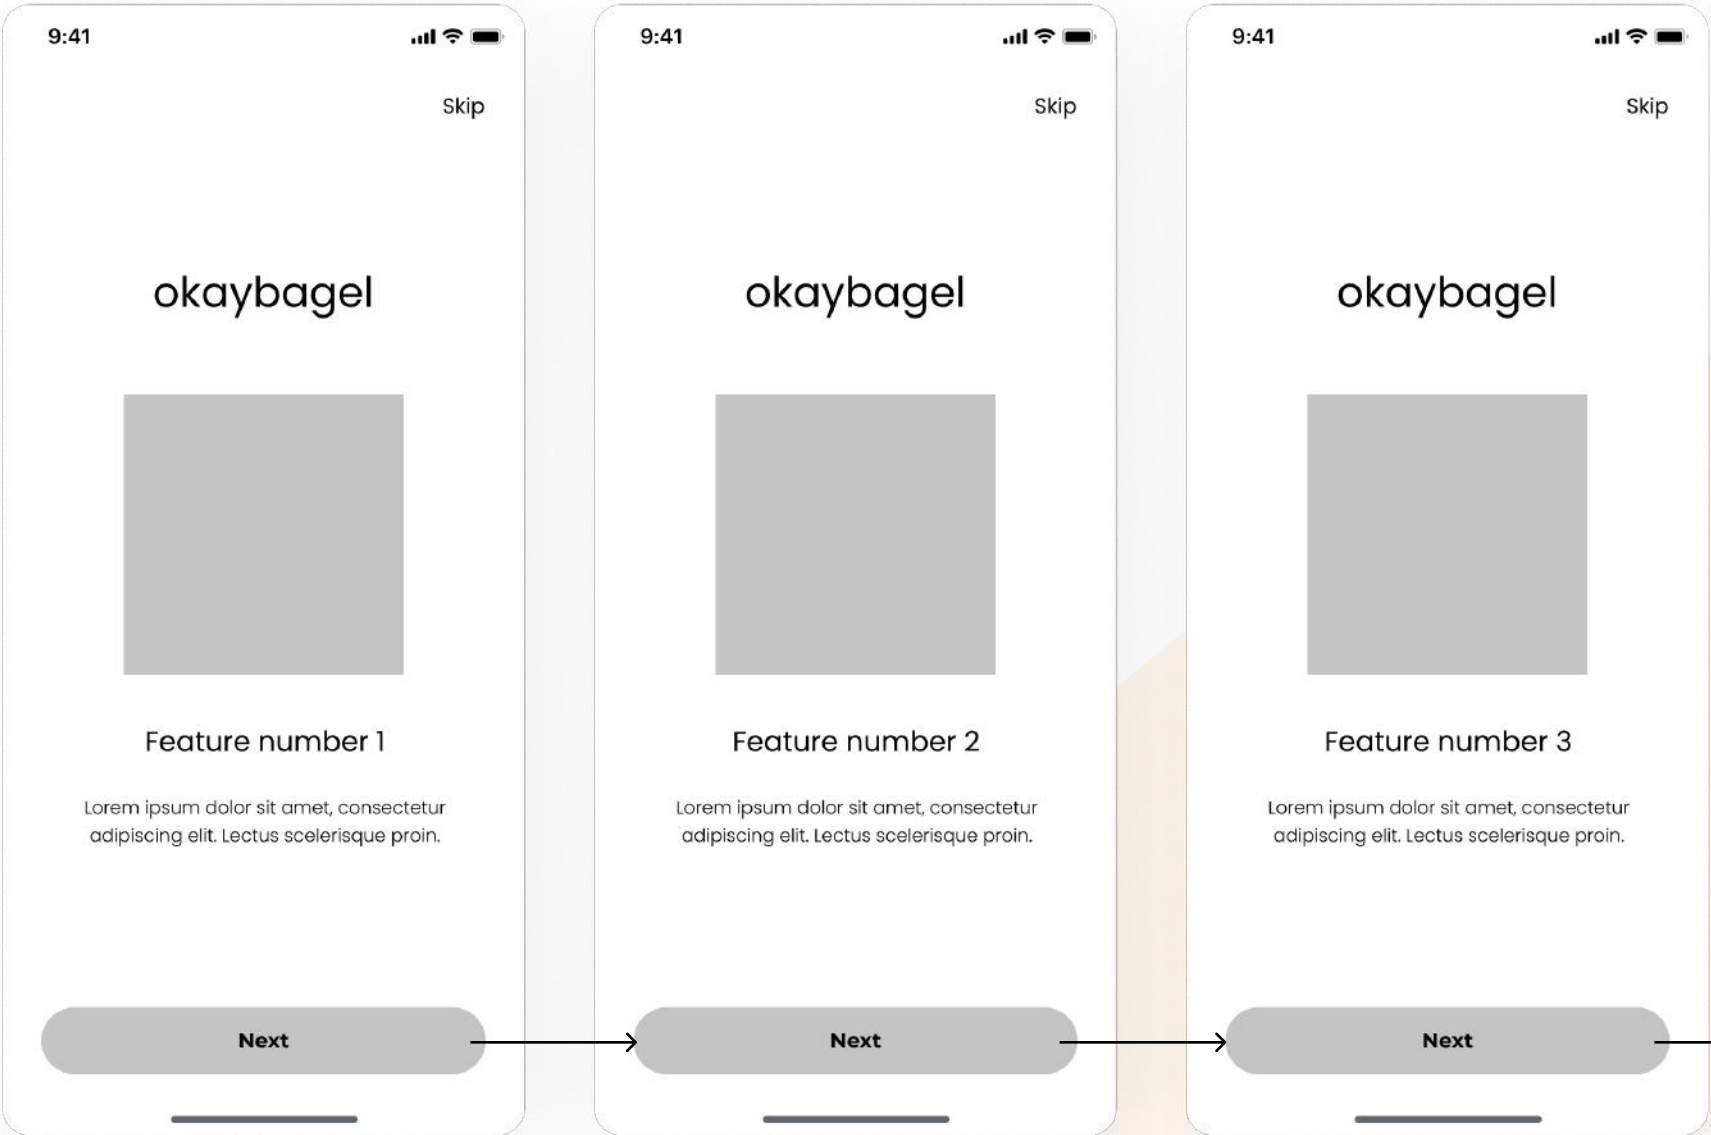 9:41
Skip
okaybagel
Feature number 1
Lorem ipsum dolor sit amet, consectetur
adipiscing elit. Lectus scelerisque proin.
Next
9:41
Skip
okaybagel
Feature number 2
Lorem ipsum dolor sit amet, consectetur
adipiscing elit. Lectus scelerisque proin.
Next
9:41
Skip
okaybagel
Feature number 3
Lorem ipsum dolor sit amet, consectetur
adipiscing elit. Lectus scelerisque proin.
Next